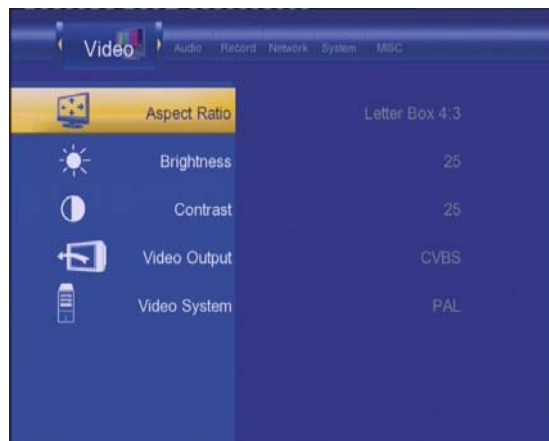 Video Audio Record Network System MISC
Aspect Ratio Letter Box 4:3
Brightness 25
Contrast 25
Video Output CVBS
Video System PAL